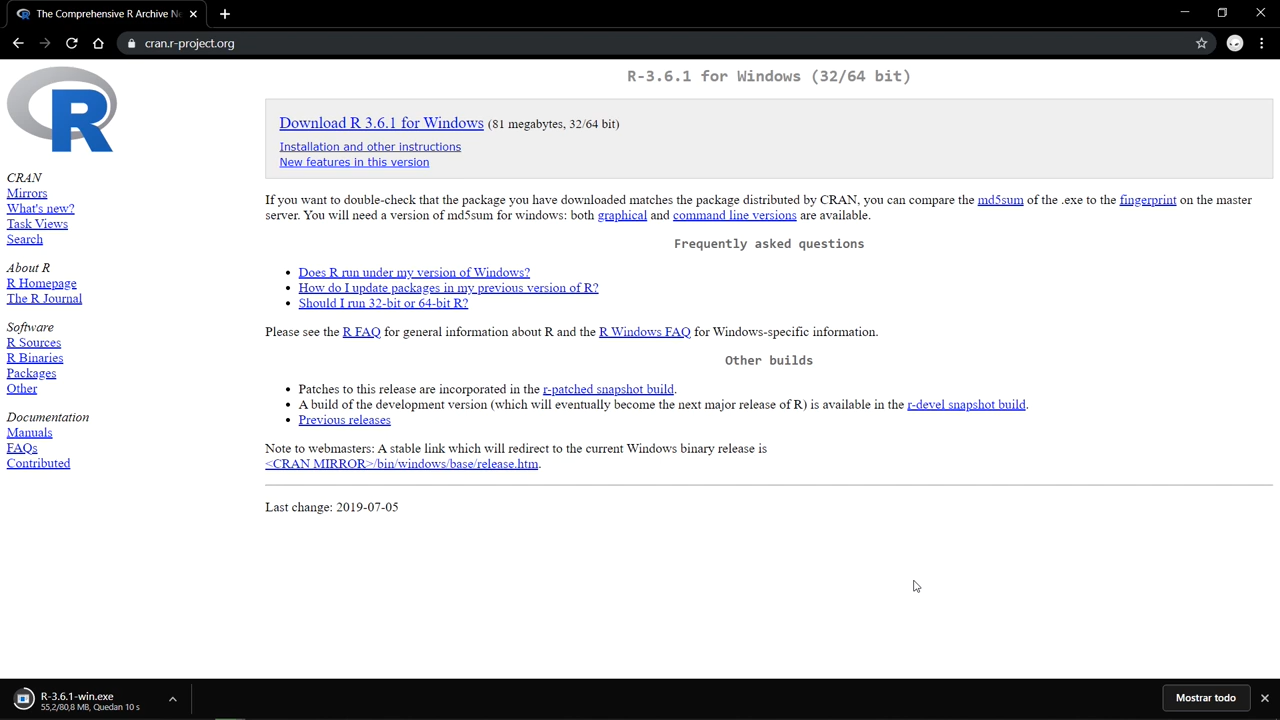 The Comprehensive R Archive Ne
cran.r-project.org
R
CRAN
Mirrors
What's new?
Task Views
Search
About R
R Homepage
The R Journal
Software
R Sources
R Binaries
Packages
Other
Documentation
Manuals
FAQs
Contributed
R-3.6.1 for Windows (32/64 bit)
Download R 3.6.1 for Windows (81 megabytes, 32/64 bit)
Installation and other instructions
New features in this version
If you want to double-check that the package you have downloaded matches the package distributed by CRAN, you can compare the md5sum of the .exe to the fingerprint on the master
server. You will need a version of md5sum for windows: both graphical and command line versions are available.
Frequently asked questions
• Does R run under my version of Windows?
• How do I update packages in my previous version of R?
• Should I run 32-bit or 64-bit R?
Please see the R FAQ for general information about R and the R Windows FAQ for Windows-specific information.
Other builds
• Patches to this release are incorporated in the r-patched snapshot build.
• A build of the development version (which will eventually become the next major release of R) is available in the r-devel snapshot build.
• Previous releases
Note to webmasters: A stable link which will redirect to the current Windows binary release is
<CRAN MIRROR>/bin/windows/base/release.htm.
Last change: 2019-07-05
R-3.6.1-win.exe
55,2/80,8 MB, Quedan 10 s
Mostrar todo